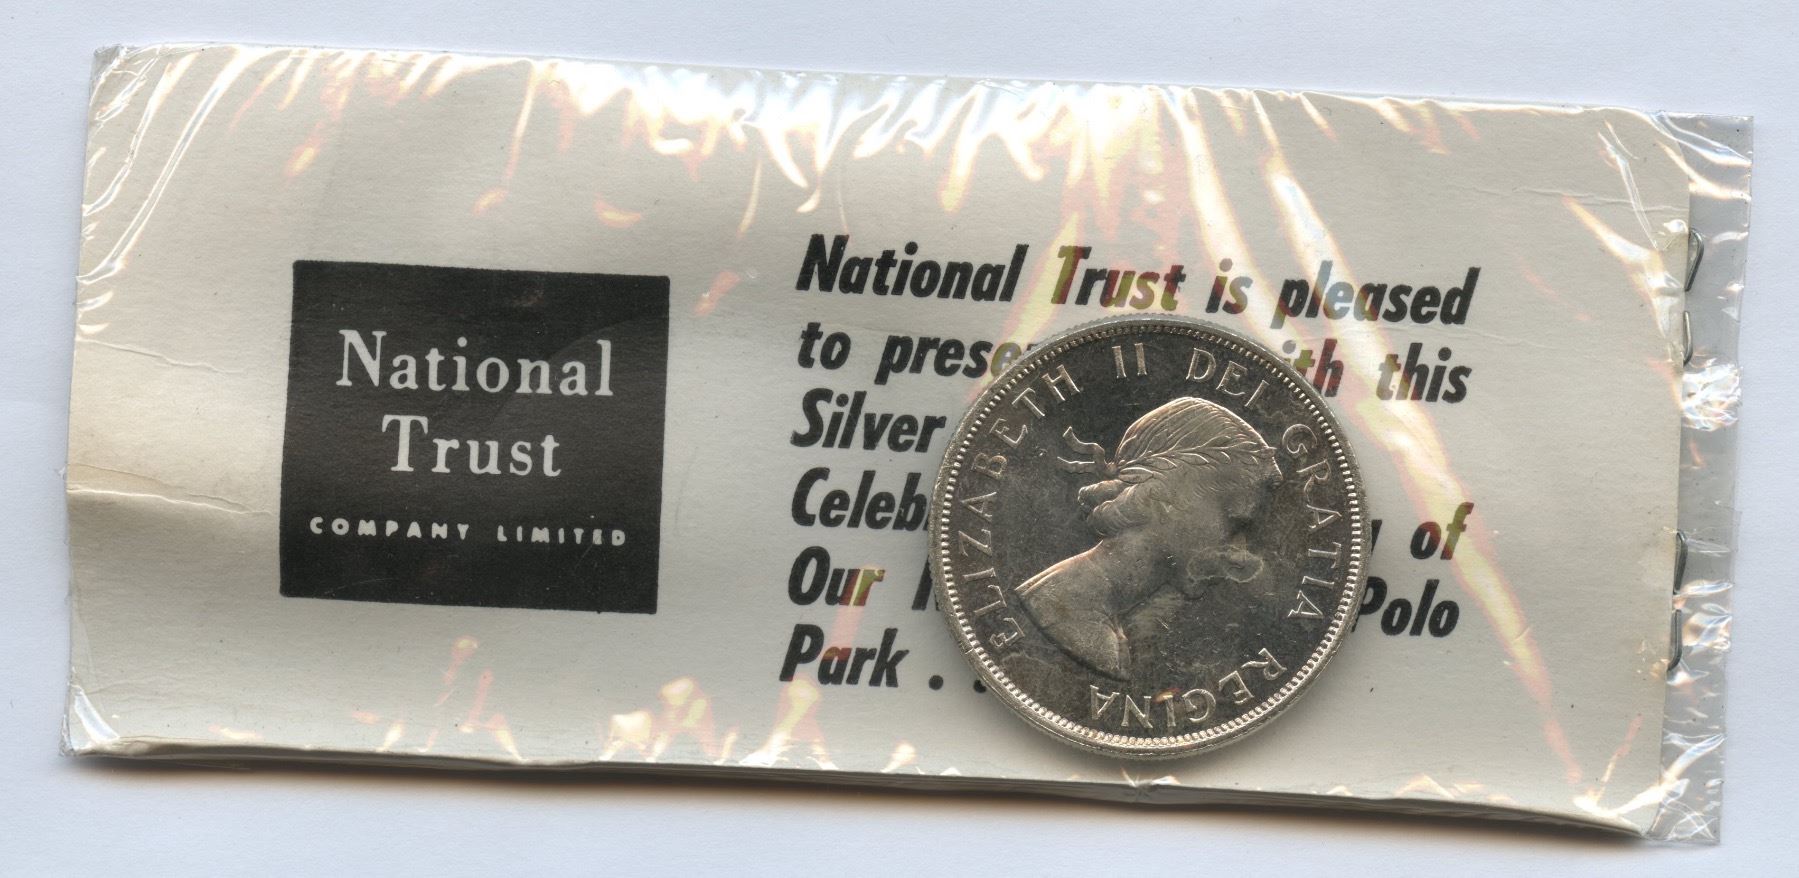 National
Trust
COMPANY LIMITED
National Trust is pleased
to prese ith this
Silver
Celeb y of
Our Polo
Park . .
ELIZABETH II DEI·GRATIA REGINA